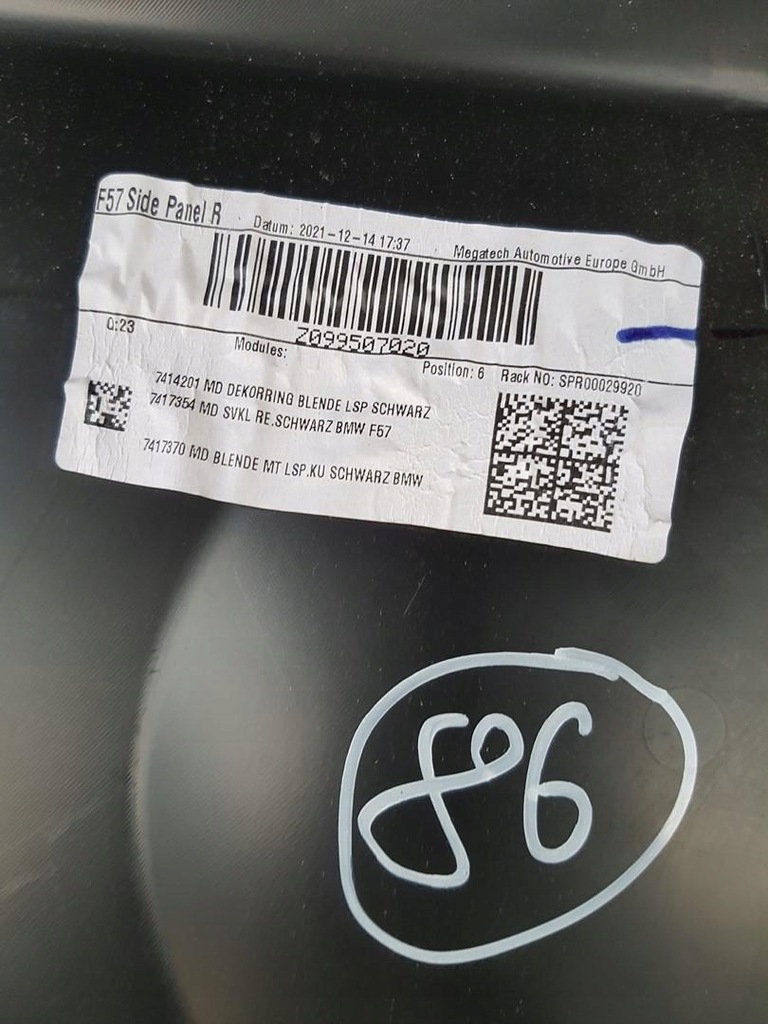 F57 Side Panel R
Datum: 2021-12-14 17:37
Megatech Automotive Europe GmbH
Q:23
Modules:
Z099507020
Position: 6
Rack NO: SPR00029920
7414201 MD DEKORRING BLENDE LSP SCHWARZ
7417354 MD SVKL RE.SCHWARZ BMW F57
7417370 MD BLENDE MT LSP.KU SCHWARZ BMW
86